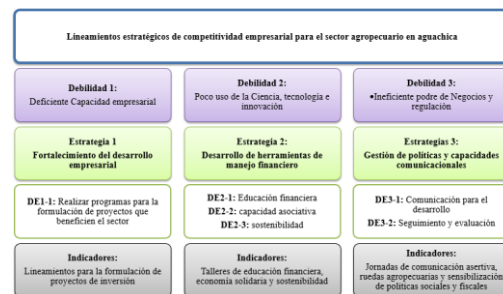 Lineamientos estratégicos de competitividad empresarial para el sector agropecuario en aguachica
Debilidad 1:
Deficiente Capacidad empresarial
Debilidad 2:
Poco uso de la Ciencia, tecnología e
innovación
Debilidad 3:
•Ineficiente podre de Negocios y
regulación
Estrategia 1
Fortalecimiento del desarrollo
empresarial
Estrategia 2:
Desarrollo de herramientas de
manejo financiero
Estrategias 3:
Gestión de políticas y capacidades
comunicacionales
DE1-1: Realizar programas para la
formulación de proyectos que
beneficien el sector
DE2-1: Educación financiera
DE2-2: capacidad asociativa
DE2-3: sostenibilidad
DE3-1: Comunicación para el
desarrollo
DE3-2: Seguimiento y evaluación
Indicadores:
Lineamientos para la formulación de
proyectos de inversión
Indicadores:
Talleres de educación financiera,
economía solidaria y sostenibilidad
Indicadores:
Jornadas de comunicación asertiva,
ruedas agropecuarias y sensibilización
de políticas sociales y fiscales